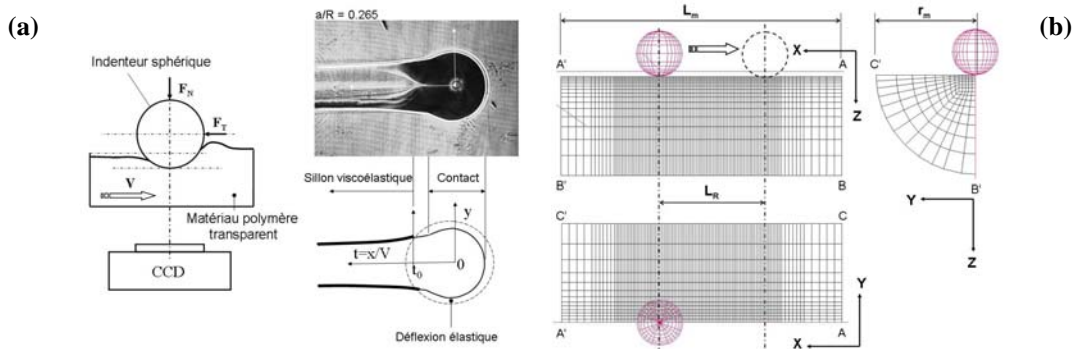 (a)
Indenteur sphérique
F_N
F_T
V
Matériau polymère
transparent
CCD
a/R = 0.265
Sillon viscoélastique
Contact
y
t=x/V
0
t_0
Déflexion élastique
(b)
L_m
r_m
X
Z
A'
A
B'
B
L_R
C'
C
Y
A'
A
X
C'
B'
Y
Z